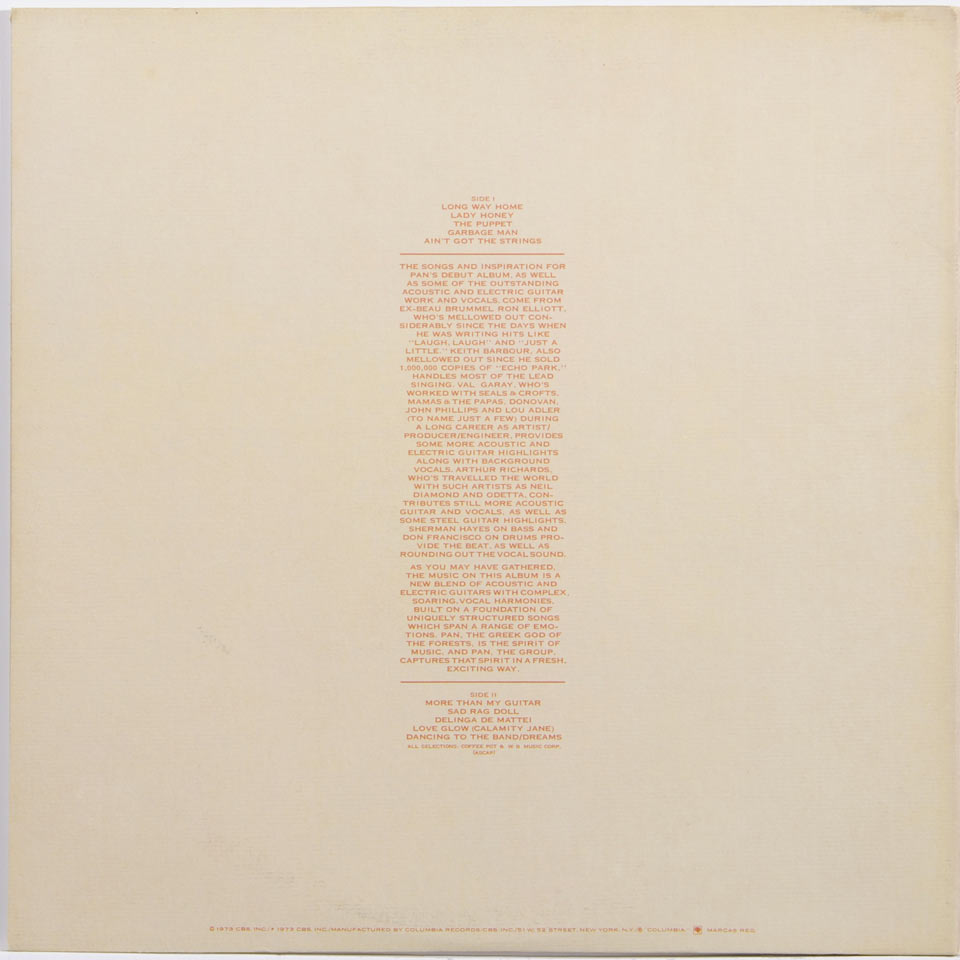 SIDE I
LONG WAY HOME
LADY HONEY
THE PUPPET
GARBAGE MAN
AIN'T GOT THE STRINGS
THE SONGS AND INSPIRATION FOR
PAN'S DEBUT ALBUM, AS WELL
AS SOME OF THE OUTSTANDING
ACOUSTIC AND ELECTRIC GUITAR
WORK AND VOCALS, COME FROM
EX-BEAU BRUMMEL RON ELLIOTT,
WHO'S MELLOWED OUT CON-
SIDERABLY SINCE THE DAYS WHEN
HE WAS WRITING HITS LIKE
"LAUGH, LAUGH" AND "JUST A
LITTLE." KEITH BARBOUR, ALSO
MELLOWED OUT SINCE HE SOLD
1,000,000 COPIES OF "ECHO PARK,"
HANDLES MOST OF THE LEAD
SINGING. VAL GARAY, WHO'S
WORKED WITH SEALS & CROFTS,
MAMAS & THE PAPAS, DONOVAN,
JOHN PHILLIPS AND LOU ADLER
(TO NAME JUST A FEW) DURING
A LONG CAREER AS ARTIST/
PRODUCER/ENGINEER, PROVIDES
SOME MORE ACOUSTIC AND
ELECTRIC GUITAR HIGHLIGHTS
ALONG WITH BACKGROUND
VOCALS. ARTHUR RICHARDS,
WHO'S TRAVELLED THE WORLD
WITH SUCH ARTISTS AS NEIL
DIAMOND AND ODETTA, CON-
TRIBUTES STILL MORE ACOUSTIC
GUITAR AND VOCALS, AS WELL AS
SOME STEEL GUITAR HIGHLIGHTS.
SHERMAN HAYES ON BASS AND
DON FRANCISCO ON DRUMS PRO-
VIDE THE BEAT, AS WELL AS
ROUNDING OUT THE VOCAL SOUND.
AS YOU MAY HAVE GATHERED,
THE MUSIC ON THIS ALBUM IS A
NEW BLEND OF ACOUSTIC AND
ELECTRIC GUITARS WITH COMPLEX,
SOARING VOCAL HARMONIES,
BUILT ON A FOUNDATION OF
UNIQUELY STRUCTURED SONGS
WHICH SPAN A RANGE OF EMO-
TIONS. PAN, THE GREEK GOD OF
THE FORESTS, IS THE SPIRIT OF
MUSIC. AND PAN, THE GROUP,
CAPTURES THAT SPIRIT IN A FRESH,
EXCITING WAY.
SIDE II
MORE THAN MY GUITAR
SAD RAG DOLL
DELINGA DE MATTEI
LOVE GLOW (CALAMITY JANE)
DANCING TO THE BAND/DREAMS
ALL SELECTIONS: COFFEE POT & W.B. MUSIC CORP.
(ASCAP)
© 1973 CBS, INC./℗ 1973 CBS, INC./MANUFACTURED BY COLUMBIA RECORDS/CBS, INC./51 W. 52 STREET, NEW YORK, N.Y./® COLUMBIA, MARCAS REG.